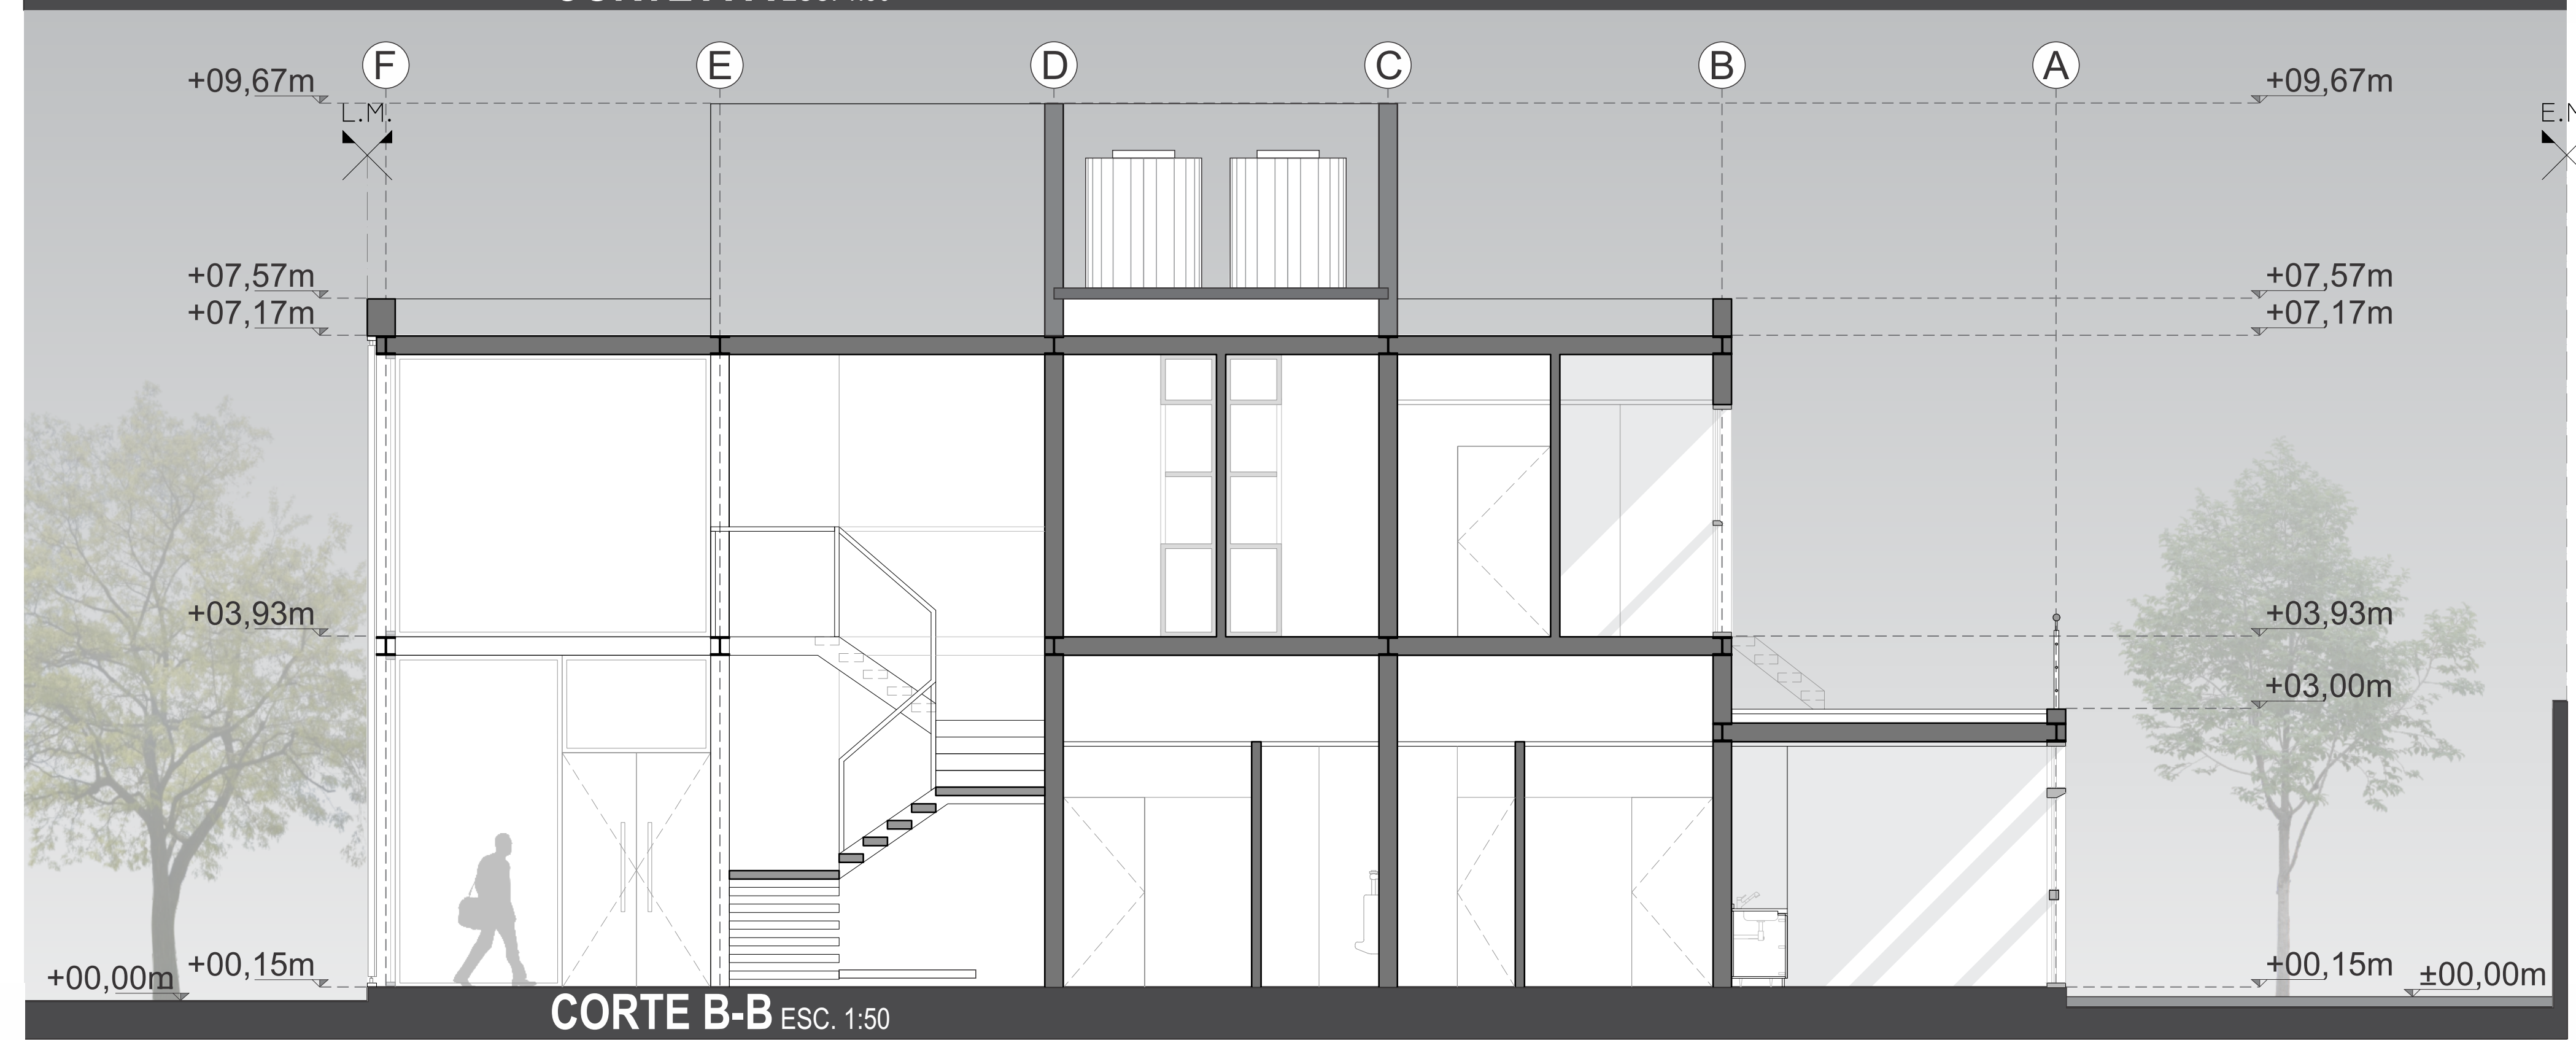 F E D C B A
+09,67m +09,67m
L.M.
+07,57m +07,57m
+07,17m +07,17m
+03,93m +03,93m
+03,00m
+00,00m +00,15m +00,15m ±00,00m
CORTE B-B ESC. 1:50